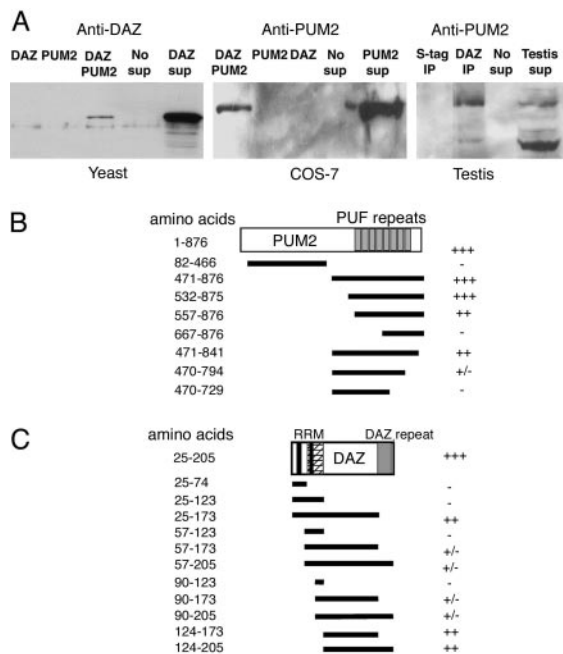 A
Anti-DAZ Anti-PUM2 Anti-PUM2
DAZ PUM2 DAZ PUM2 No sup DAZ sup DAZ PUM2 PUM2 DAZ No sup PUM2 sup S-tag IP DAZ IP No sup Testis sup
Yeast COS-7 Testis
B
amino acids PUF repeats
1-876 PUM2 +++
82-466 -
471-876 +++
532-875 +++
557-876 ++
667-876 -
471-841 ++
470-794 +/-
470-729 -
C
amino acids RRM DAZ repeat
25-205 DAZ +++
25-74 -
25-123 -
25-173 ++
57-123 -
57-173 +/-
57-205 +/-
90-123 -
90-173 +/-
90-205 +/-
124-173 ++
124-205 ++